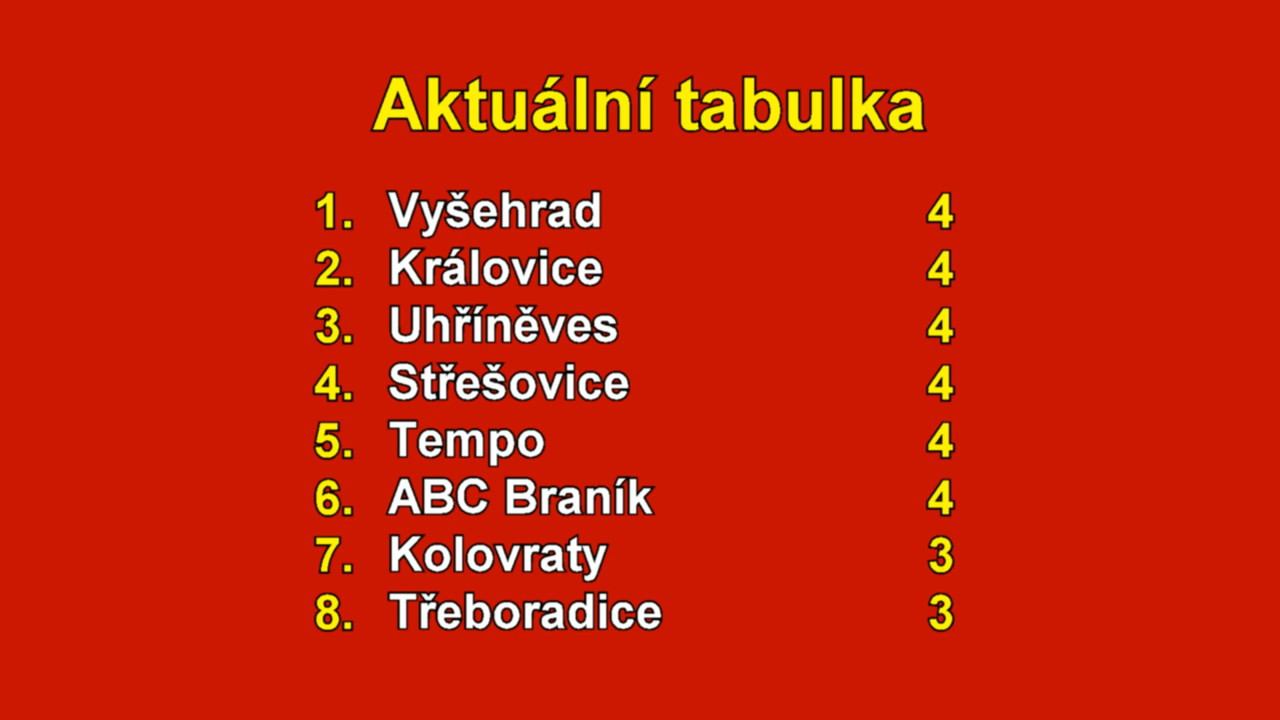 Aktuální tabulka
1. Vyšehrad 4
2. Královice 4
3. Uhříněves 4
4. Střešovice 4
5. Tempo 4
6. ABC Braník 4
7. Kolovraty 3
8. Třeboradice 3